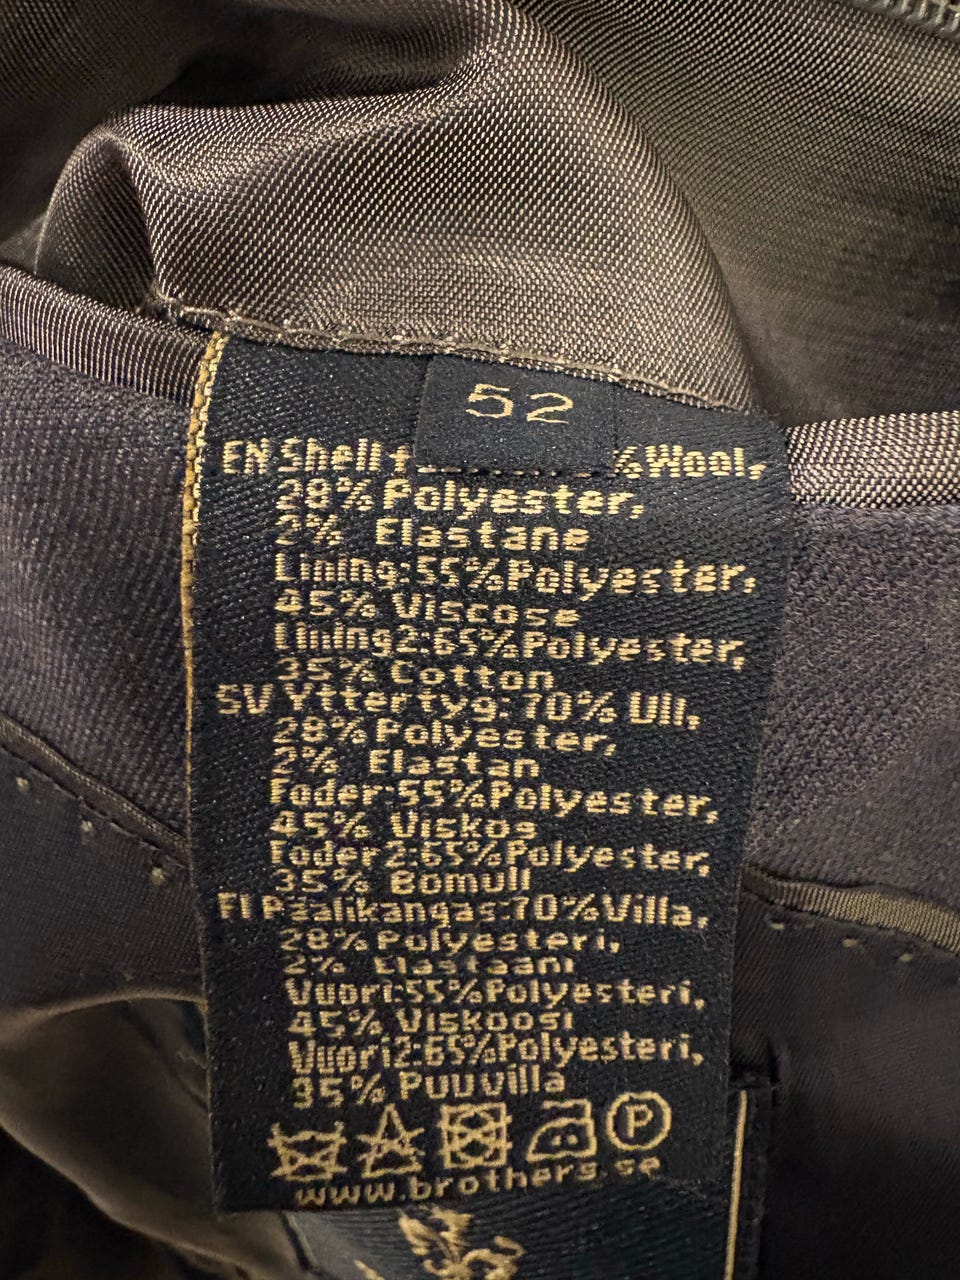 52
EN Shell f % Wool,
28% Polyester,
2% Elastane
Lining:55%Polyester,
45% Viscose
Lining2:65%Polyester,
35% Cotton
SV Yttertyg: 70% Ull,
28% Polyester,
2% Elastan
Foder:55%Polyester,
45% Viskos
Foder2:65%Polyester,
35% Bomull
FI Päälikangas:70%Villa,
28% Polyesteri,
2% Elastaani
Vuori:55%Polyesteri,
45% Viskoosi
Vuori2:65%Polyesteri,
35% Puuvilla
P
www.brothers.se